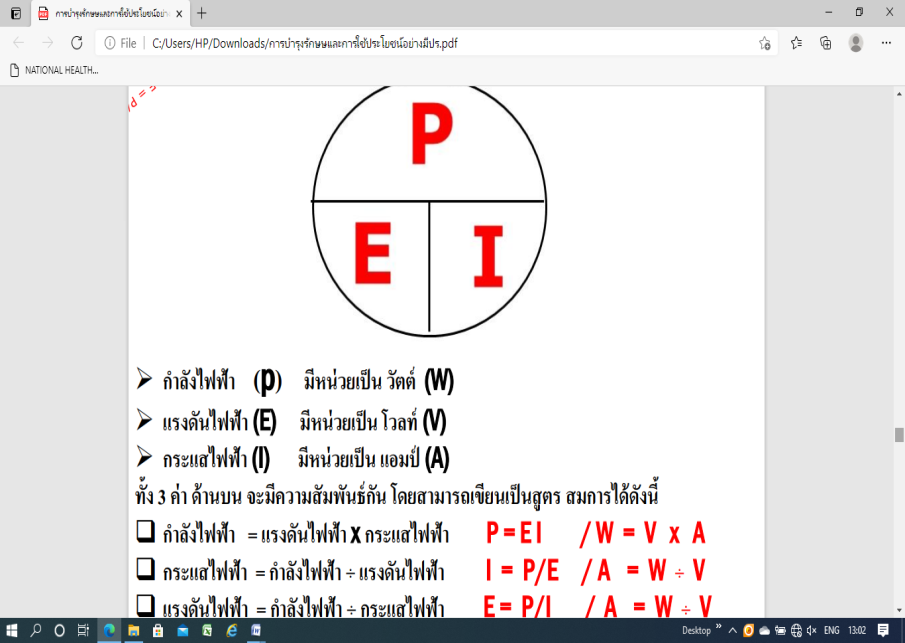 การบำรุงรักษษและการใช้ประโยชน์อย่า
File C:/Users/HP/Downloads/การบำรุงรักษษและการใช้ประโยชน์อย่างมีปร.pdf
NATIONAL HEALTH...
P
E I
กำลังไฟฟ้า (p) มีหน่วยเป็น วัตต์ (W)
แรงดันไฟฟ้า (E) มีหน่วยเป็น โวลท์ (V)
กระแสไฟฟ้า (I) มีหน่วยเป็น แอมป์ (A)
ทั้ง 3 ค่า ด้านบน จะมีความสัมพันธ์กัน โดยสามารถเขียนเป็นสูตร สมการได้ดังนี้
กำลังไฟฟ้า = แรงดันไฟฟ้า X กระแสไฟฟ้า P = E I / W = V x A
กระแสไฟฟ้า = กำลังไฟฟ้า ÷ แรงดันไฟฟ้า I = P/E / A = W ÷ V
แรงดันไฟฟ้า = กำลังไฟฟ้า ÷ กระแสไฟฟ้า E = P/I / A = W ÷ V
Desktop ENG 13:02